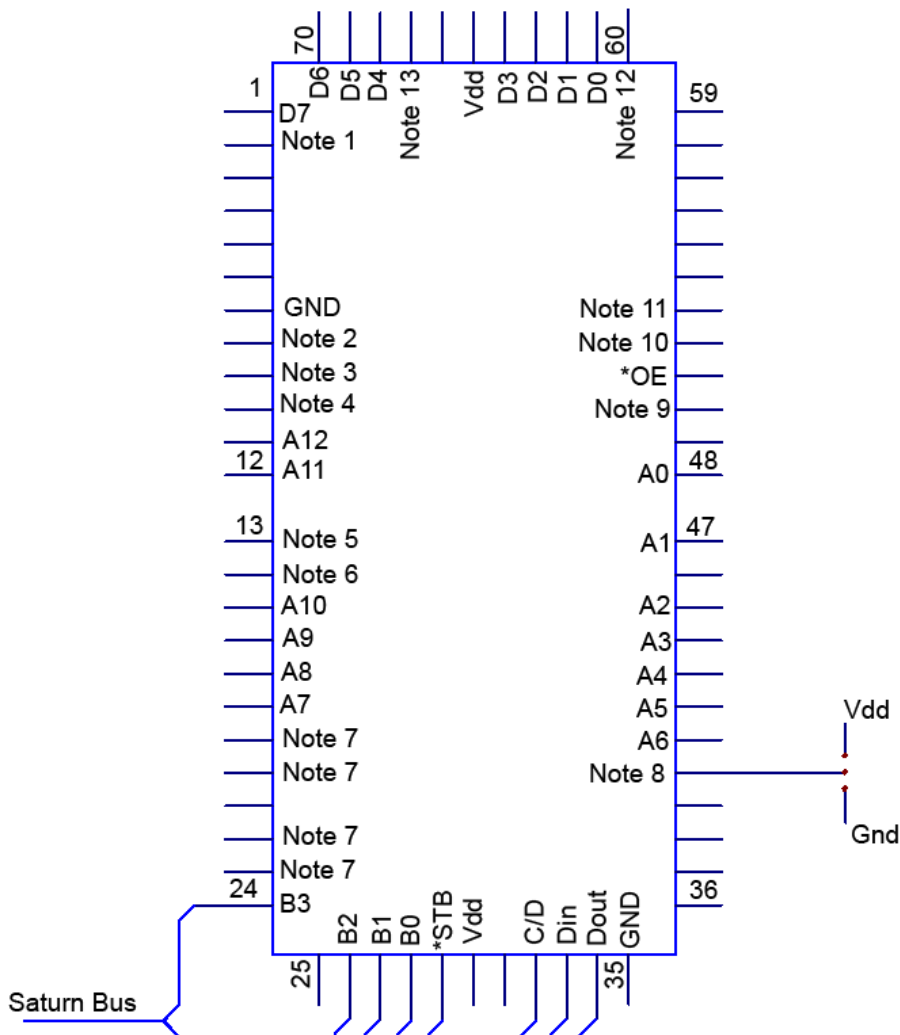 70
60
D6
D5
D4
Note 13
Vdd
D3
D2
D1
D0
Note 12
1
59
D7
Note 1
GND
Note 11
Note 2
Note 10
Note 3
*OE
Note 4
Note 9
A12
12
A11
A0
48
13
Note 5
A1
47
Note 6
A10
A2
A9
A3
A8
A4
A7
A5
Vdd
Note 7
A6
Note 7
Note 8
Note 7
Gnd
Note 7
24
B3
36
B2
B1
B0
*STB
Vdd
C/D
Din
Dout
GND
25
35
Saturn Bus